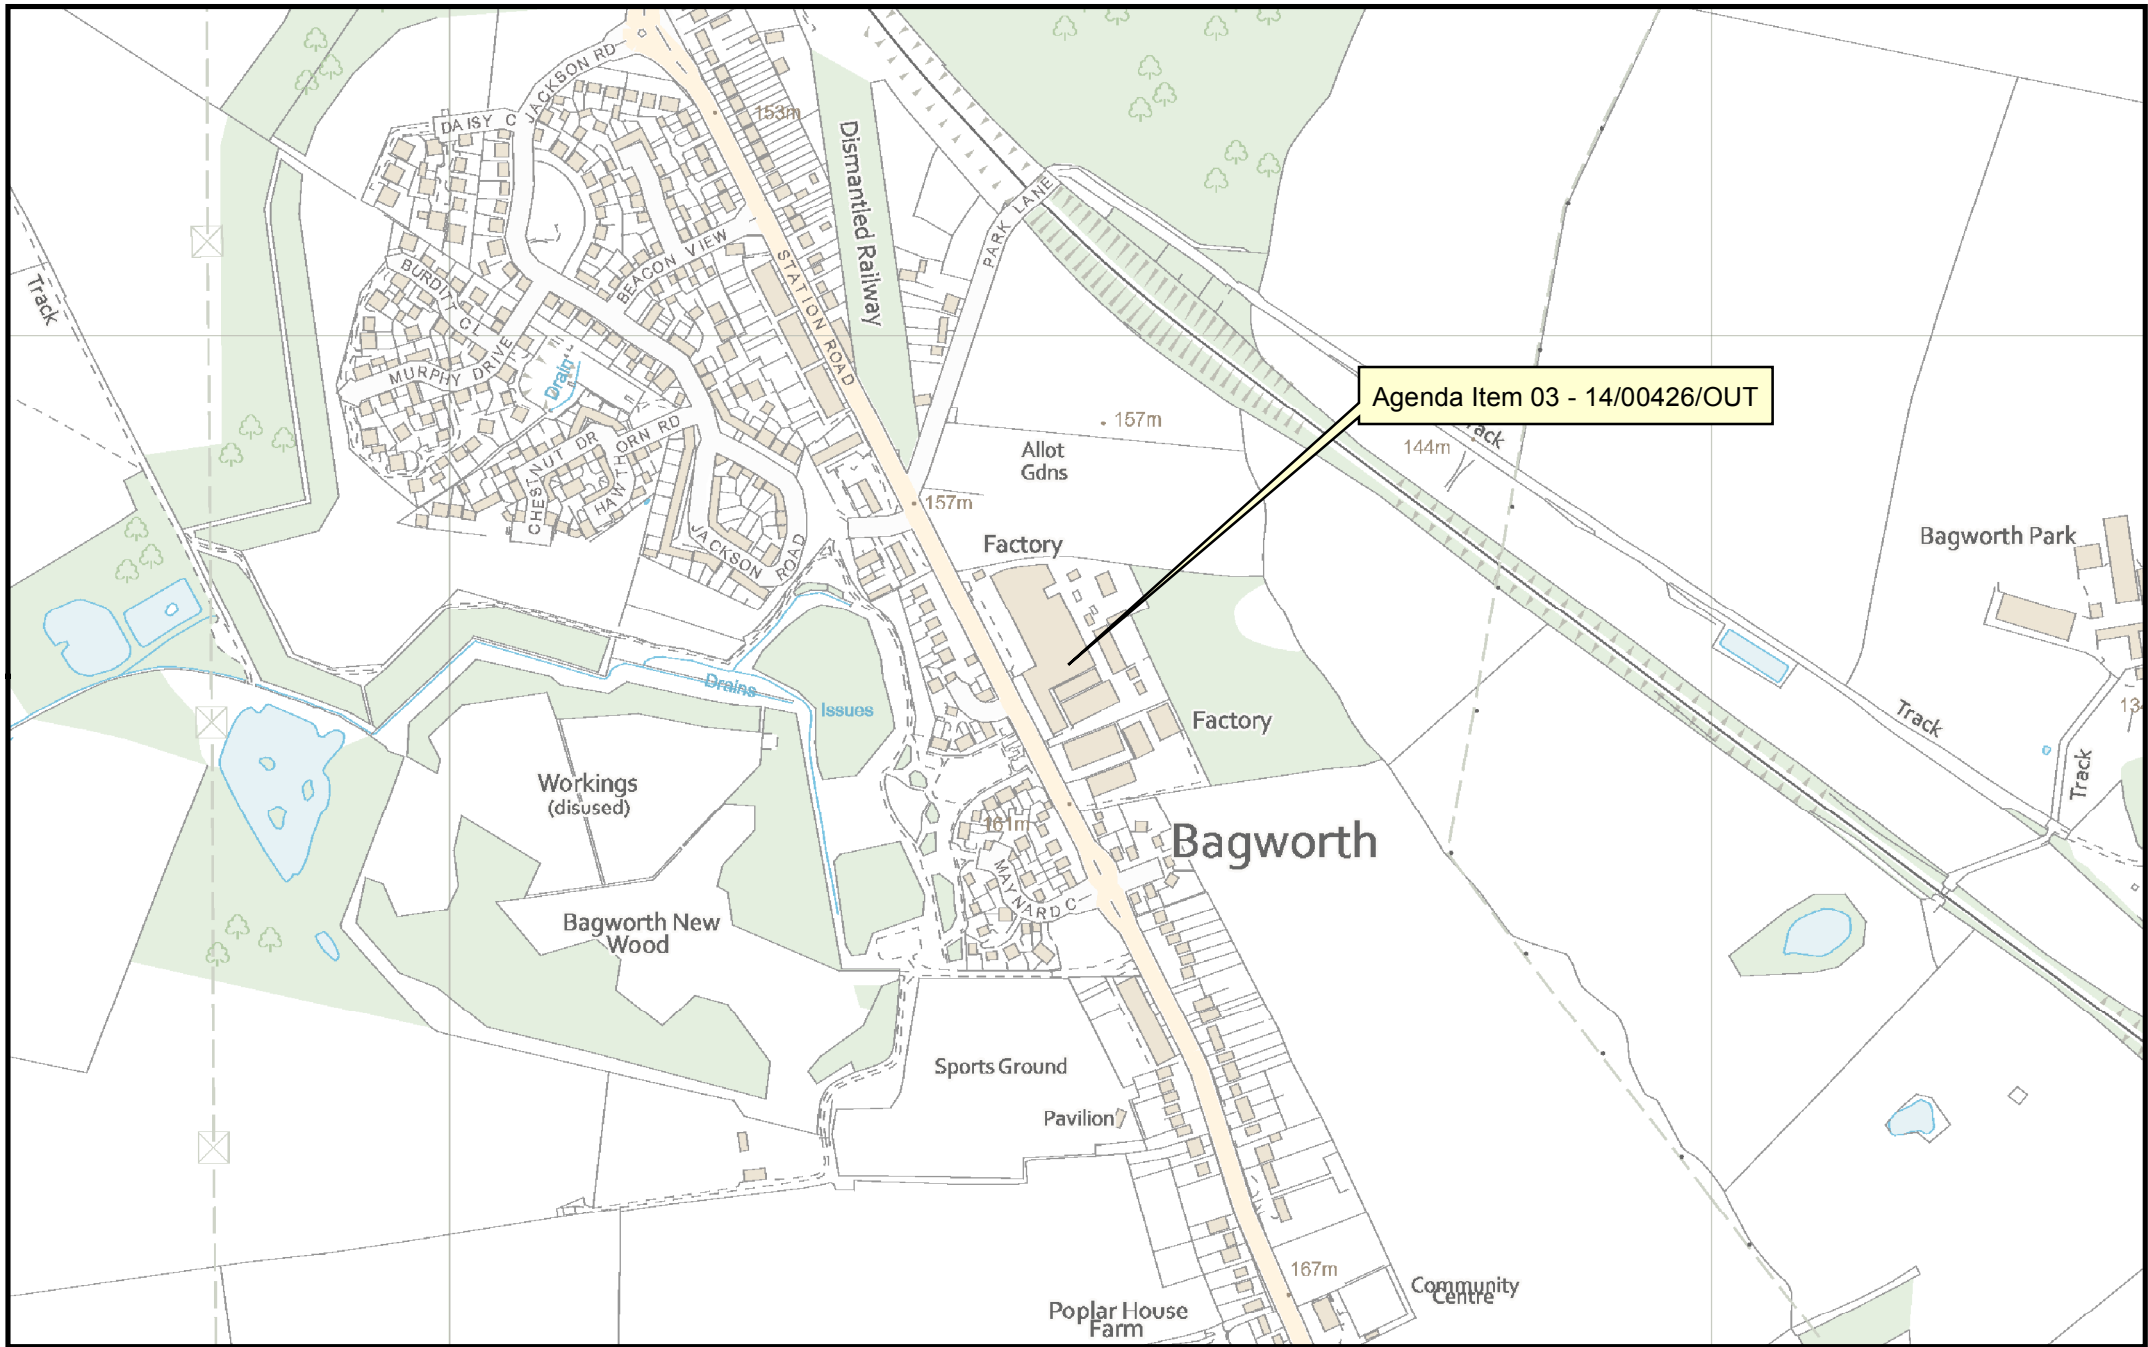 JACKSON RD
DAISY C
153m
Dismantled Railway
PARK LANE
BEACON VIEW
STATION ROAD
BURDITT CL
Track
MURPHY DRIVE
Drain
Agenda Item 03 - 14/00426/OUT
157m
Allot
Gdns
144m
CHESTNUT DR
HAWTHORN RD
157m
JACKSON ROAD
Factory
Bagworth Park
Drains
Issues
Factory
Track
Track
Workings
(disused)
161m
Bagworth
MAYNARD C
Bagworth New
Wood
Sports Ground
Pavilion
167m
Community
Centre
Poplar House
Farm